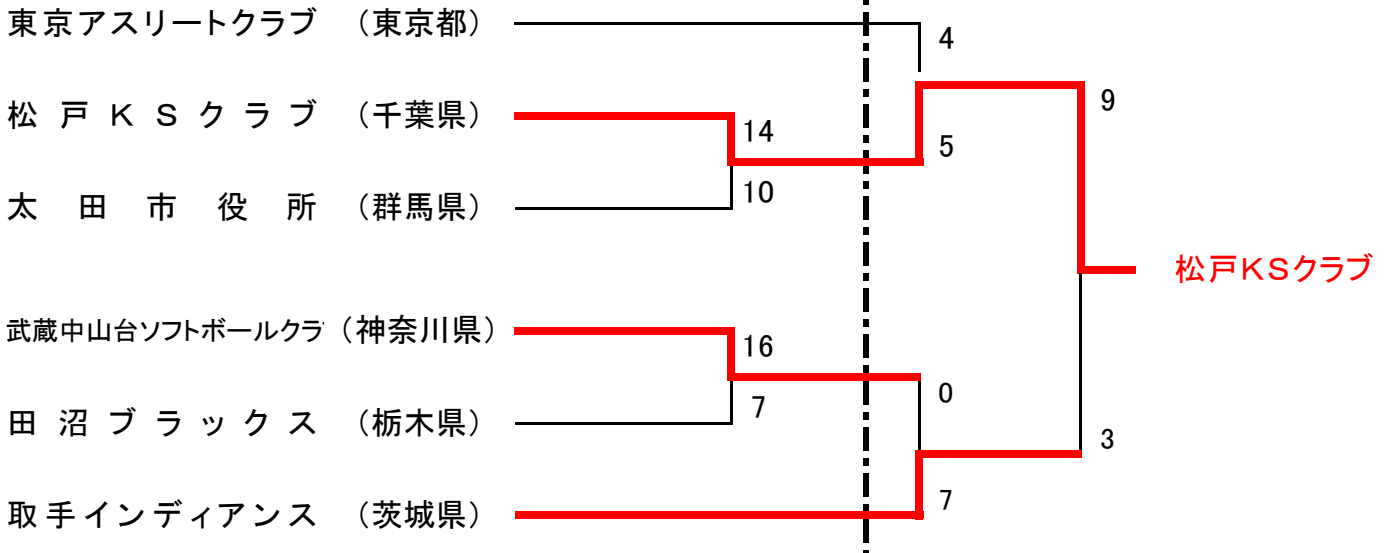 東京アスリートクラブ （東京都）
4
9
松戸ＫＳクラブ （千葉県）
14
5
太田市役所 （群馬県）
10
松戸KSクラブ
武蔵中山台ソフトボールクラ （神奈川県）
16
0
田沼ブラックス （栃木県）
7
3
取手インディアンス （茨城県）
7